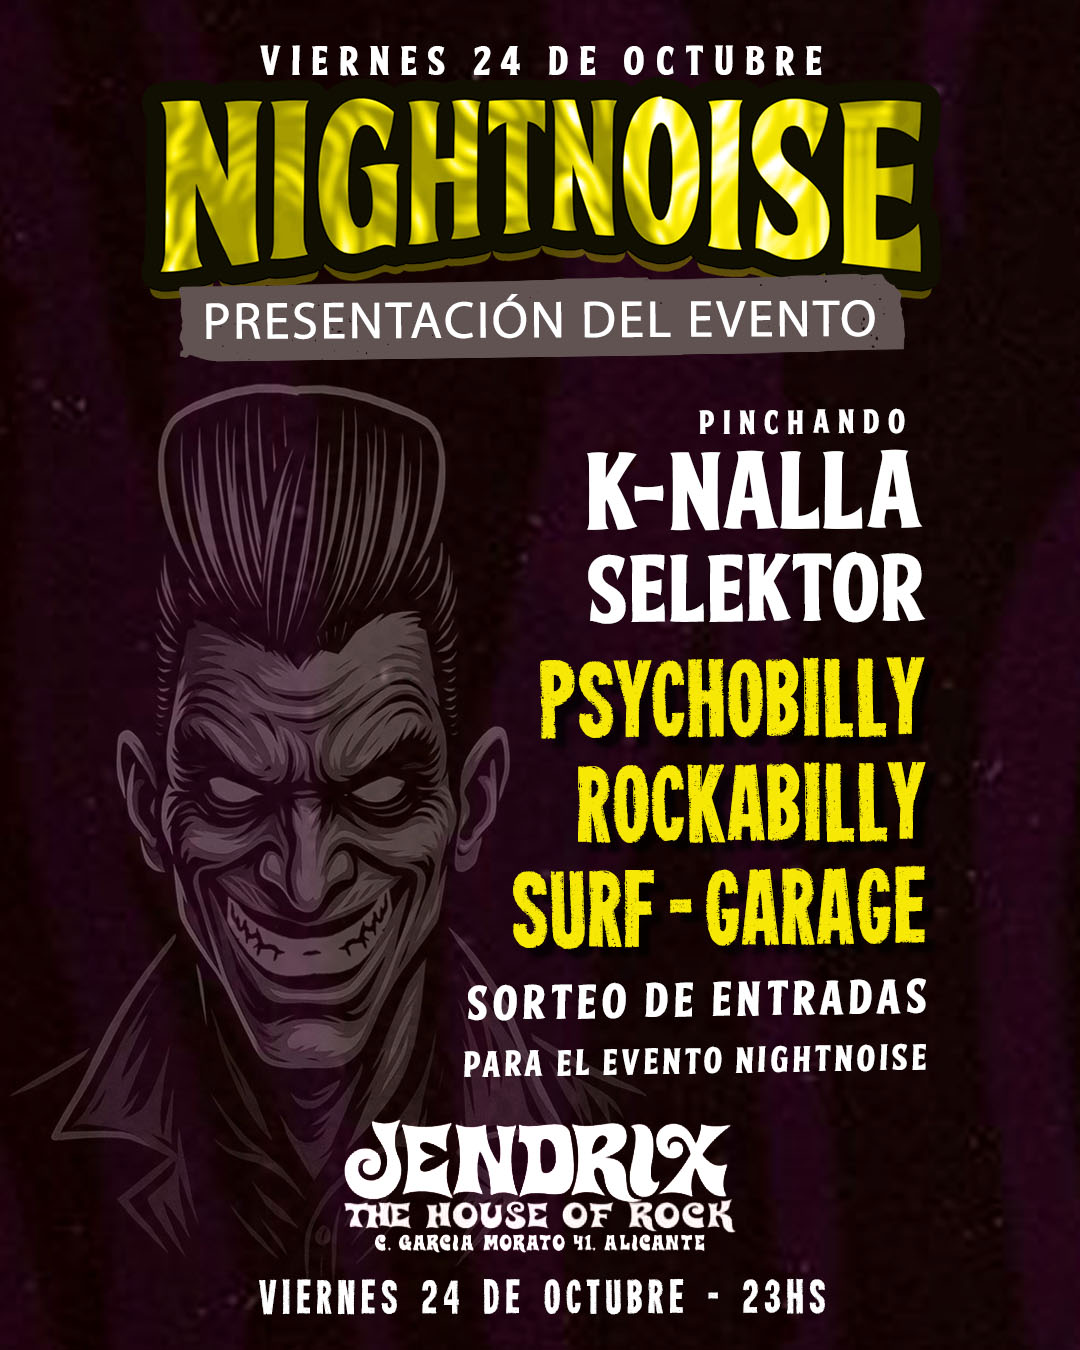 VIERNES 24 DE OCTUBRE
NIGHTNOISE
PRESENTACIÓN DEL EVENTO
PINCHANDO
K-NALLA
SELEKTOR
PSYCHOBILLY
ROCKABILLY
SURF - GARAGE
SORTEO DE ENTRADAS
PARA EL EVENTO NIGHTNOISE
JENDRIX
THE HOUSE OF ROCK
C. GARCIA MORATO 41. ALICANTE
VIERNES 24 DE OCTUBRE - 23HS